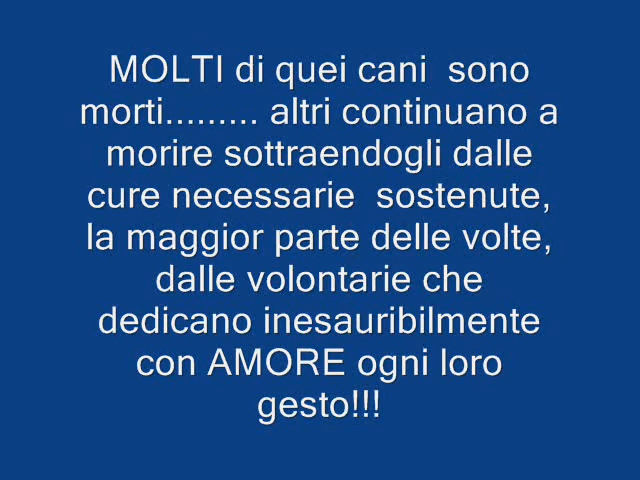 MOLTI di quei cani  sono
morti......... altri continuano a
morire sottraendogli dalle
cure necessarie  sostenute,
la maggior parte delle volte,
dalle volontarie che
dedicano inesauribilmente
con AMORE ogni loro
gesto!!!